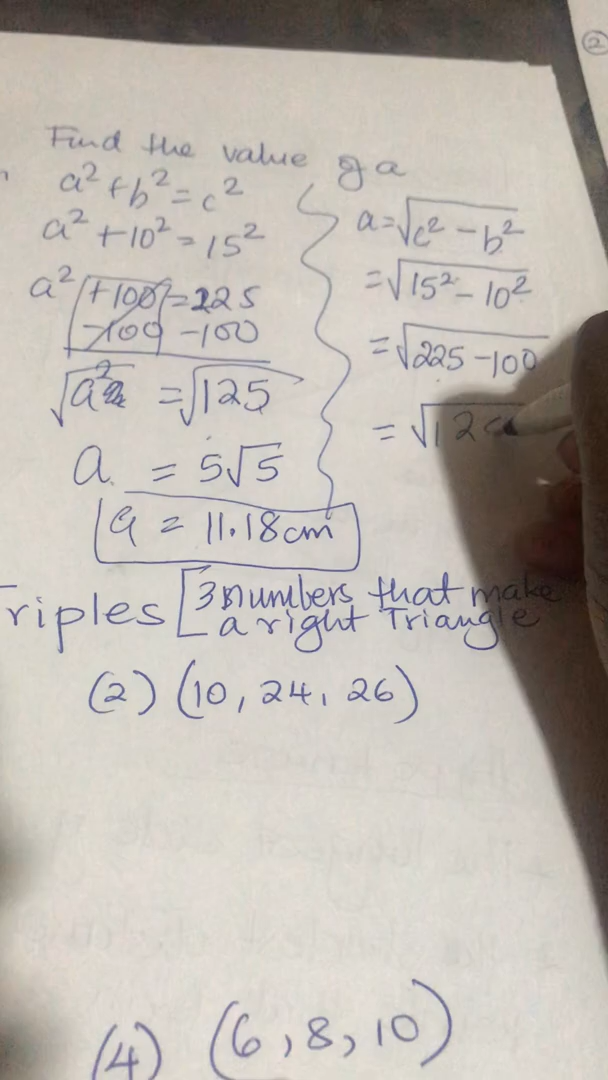 Find the value of a
a² + b² = c²
a² + 10² = 15²
a² +100 = 225
-100 -100
√a² = √125
a = 5√5
a = 11.18cm
a = √c² - b²
= √15² - 10²
= √225 - 100
= √12
riples [3 numbers that make
a right Triangle
(2) (10, 24, 26)
(4) (6, 8, 10)
②